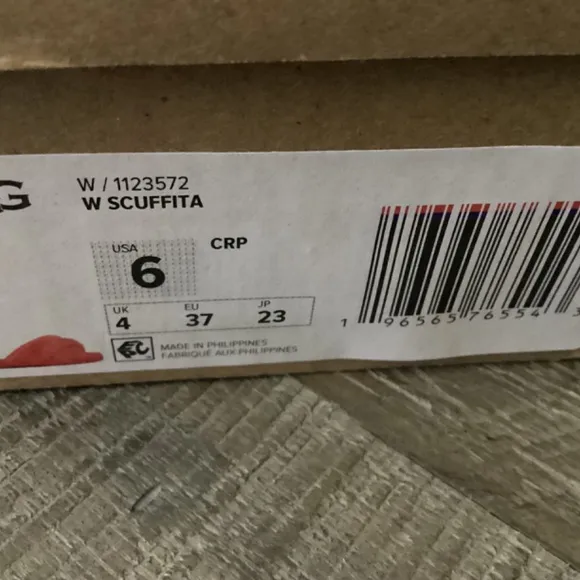 G
W / 1123572
W SCUFFITA
USA
6
CRP
UK EU JP
4 37 23
MADE IN PHILIPPINES
FABRIQUÉ AUX PHILIPPINES
1 96565 76554 3